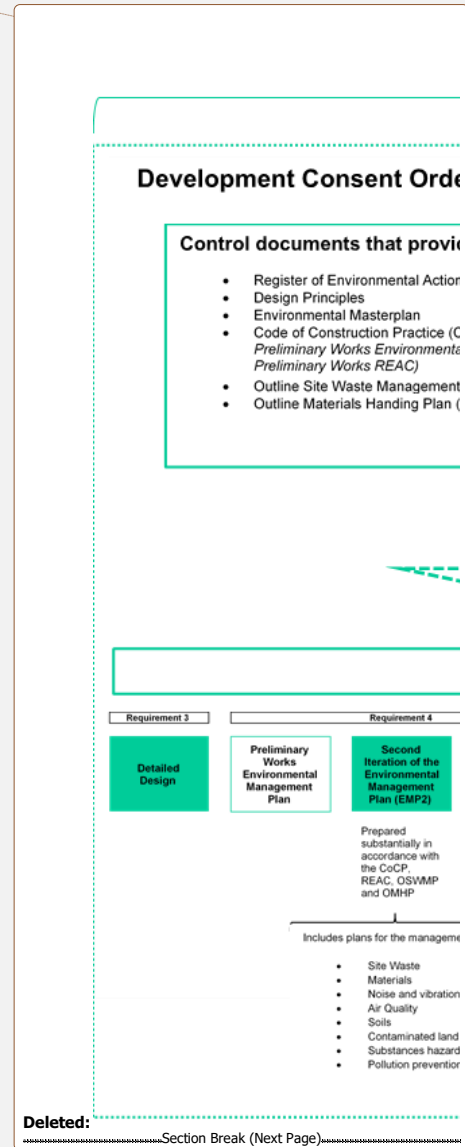 Development Consent Orde
Control documents that provi
• Register of Environmental Action
• Design Principles
• Environmental Masterplan
• Code of Construction Practice (C
Preliminary Works Environmenta
Preliminary Works REAC)
• Outline Site Waste Management
• Outline Materials Handing Plan (
Requirement 3
Requirement 4
Detailed
Design
Preliminary
Works
Environmental
Management
Plan
Second
Iteration of the
Environmental
Management
Plan (EMP2)
Prepared
substantially in
accordance with
the CoCP,
REAC, OSWMP
and OMHP
Includes plans for the manageme
• Site Waste
• Materials
• Noise and vibration
• Air Quality
• Soils
• Contaminated land
• Substances hazard
• Pollution prevention
Deleted:
Section Break (Next Page)